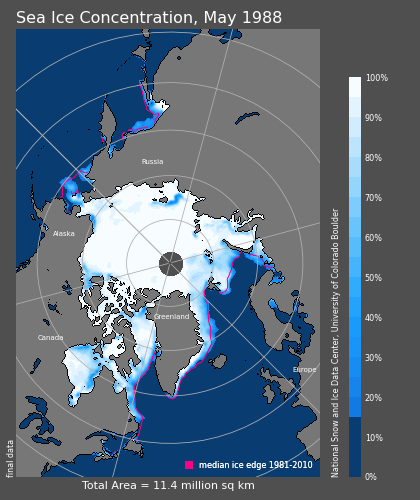 Sea Ice Concentration, May 1988
100%
90%
80%
70%
60%
50%
40%
30%
20%
10%
0%
Russia
Alaska
Greenland
Canada
Europe
National Snow and Ice Data Center, University of Colorado Boulder
final data
median ice edge 1981-2010
Total Area = 11.4 million sq km